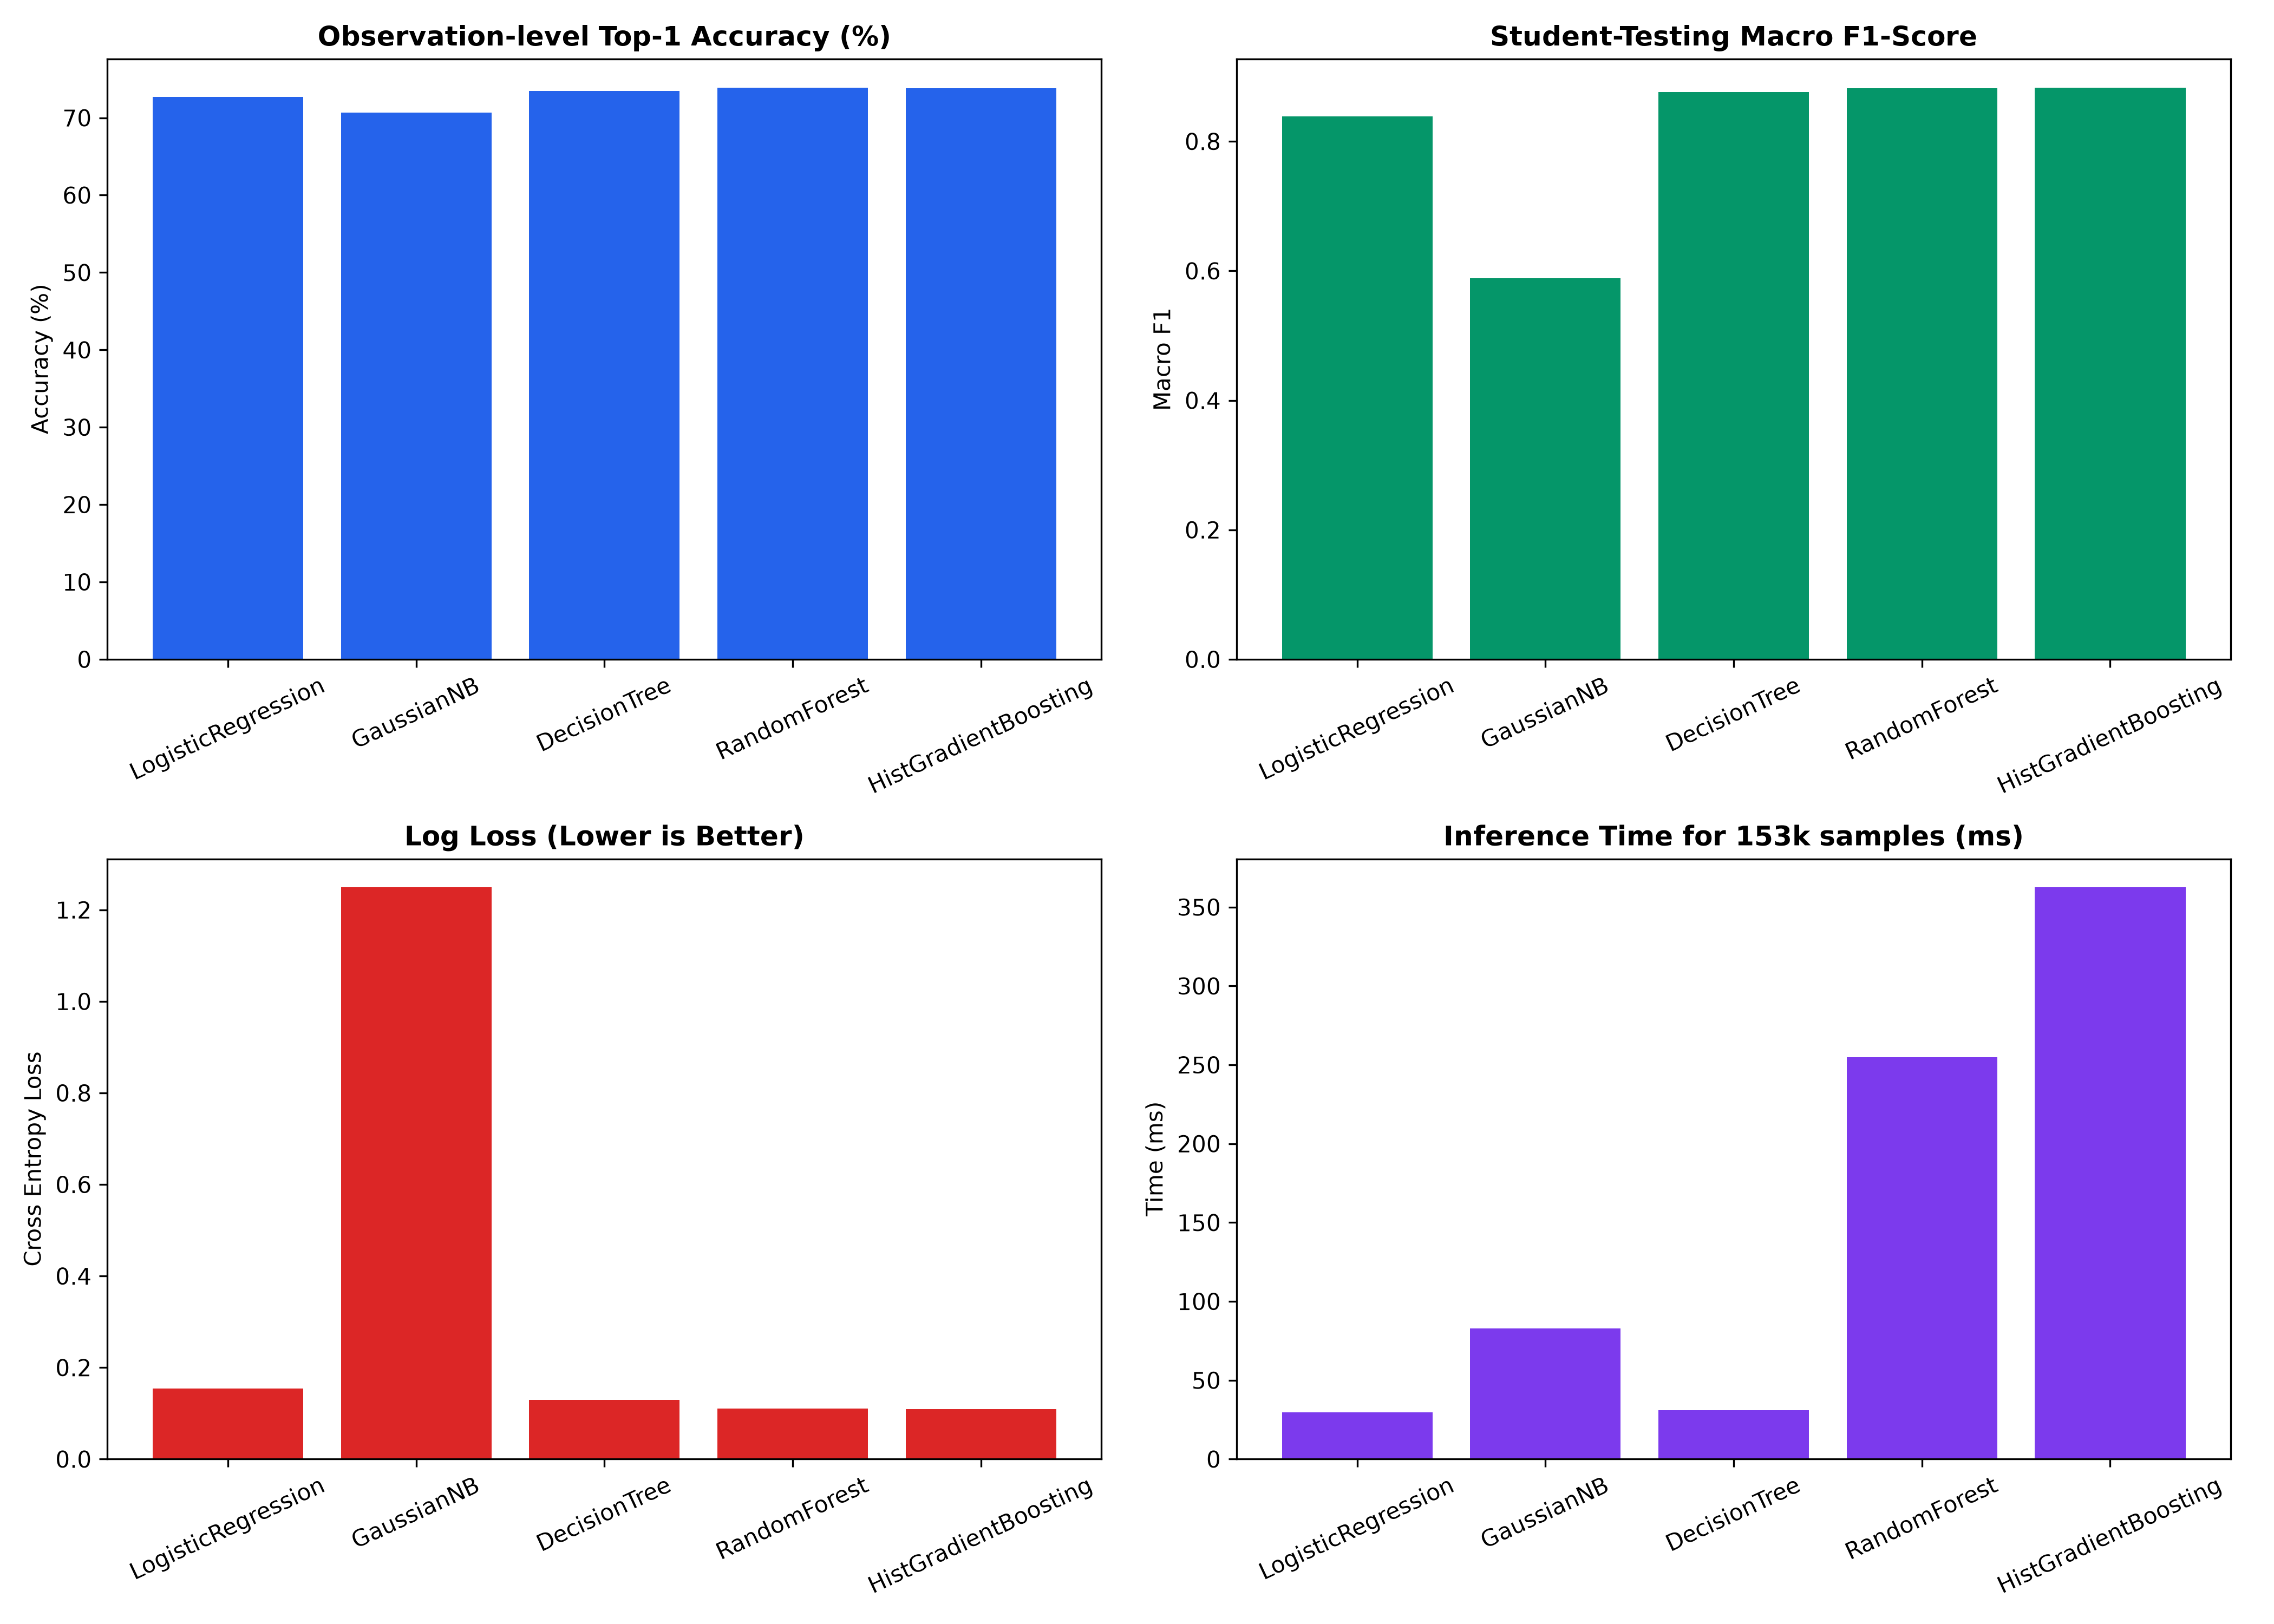 Observation-level Top-1 Accuracy (%)
Accuracy (%)
70
60
50
40
30
20
10
0
LogisticRegression
GaussianNB
DecisionTree
RandomForest
HistGradientBoosting
Student-Testing Macro F1-Score
Macro F1
0.8
0.6
0.4
0.2
0.0
LogisticRegression
GaussianNB
DecisionTree
RandomForest
HistGradientBoosting
Log Loss (Lower is Better)
Cross Entropy Loss
1.2
1.0
0.8
0.6
0.4
0.2
0.0
LogisticRegression
GaussianNB
DecisionTree
RandomForest
HistGradientBoosting
Inference Time for 153k samples (ms)
Time (ms)
350
300
250
200
150
100
50
0
LogisticRegression
GaussianNB
DecisionTree
RandomForest
HistGradientBoosting